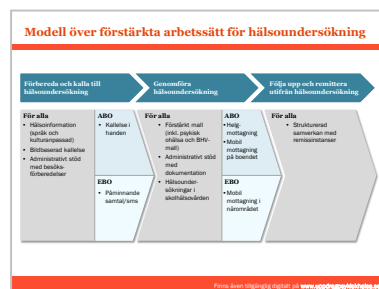 Modell över förstärkta arbetssätt för hälsoundersökning
Förbereda och kalla till
hälsoundersökning
Genomföra
hälsoundersökning
Följa upp och remittera
utifrån hälsoundersökning
För alla
• Hälsoinformation
(språk och
kulturanpassad)
• Bildbaserad kallelse
• Administrativt stöd
med besöks-
förberedelser
ABO
• Kallelse i
handen
EBO
• Påminnande
samtal/sms
För alla
• Förstärkt mall
(inkl. psykisk
ohälsa och BHV-
mall)
• Administrativt stöd
med
dokumentation
• Hälsounder-
sökningar i
skolhälsovården
ABO
• Helg-
mottagning
• Mobil
mottagning
på boendet
EBO
• Mobil
mottagning i
närområdet
För alla
• Strukturerad
samverkan med
remissinstanser
Finns även tillgänglig digitalt på www.uppdragpsykiskhalsa.se